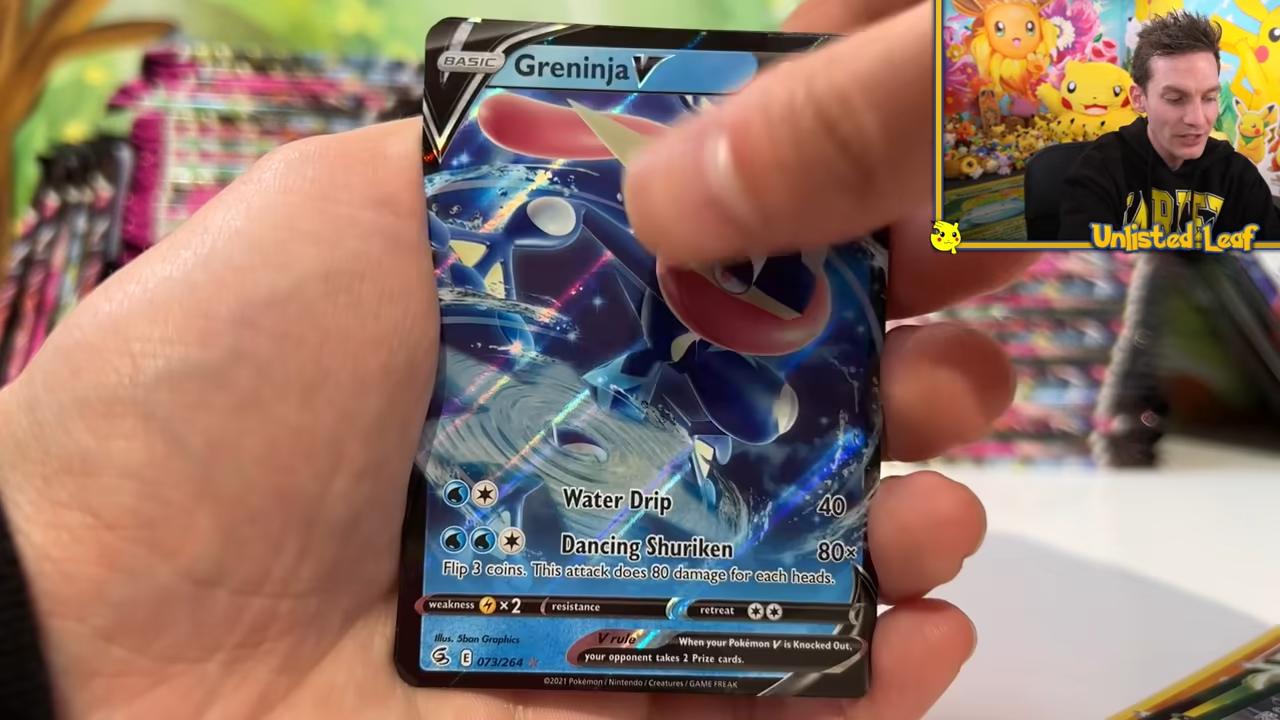 BASIC
Greninja V
Unlisted Leaf
Water Drip 40
Dancing Shuriken 80×
Flip 3 coins. This attack does 80 damage for each heads.
weakness ×2 resistance retreat
Illus. 5ban Graphics
V rule When your Pokémon V is Knocked Out,
your opponent takes 2 Prize cards.
E 073/264
©2021 Pokémon / Nintendo / Creatures / GAME FREAK